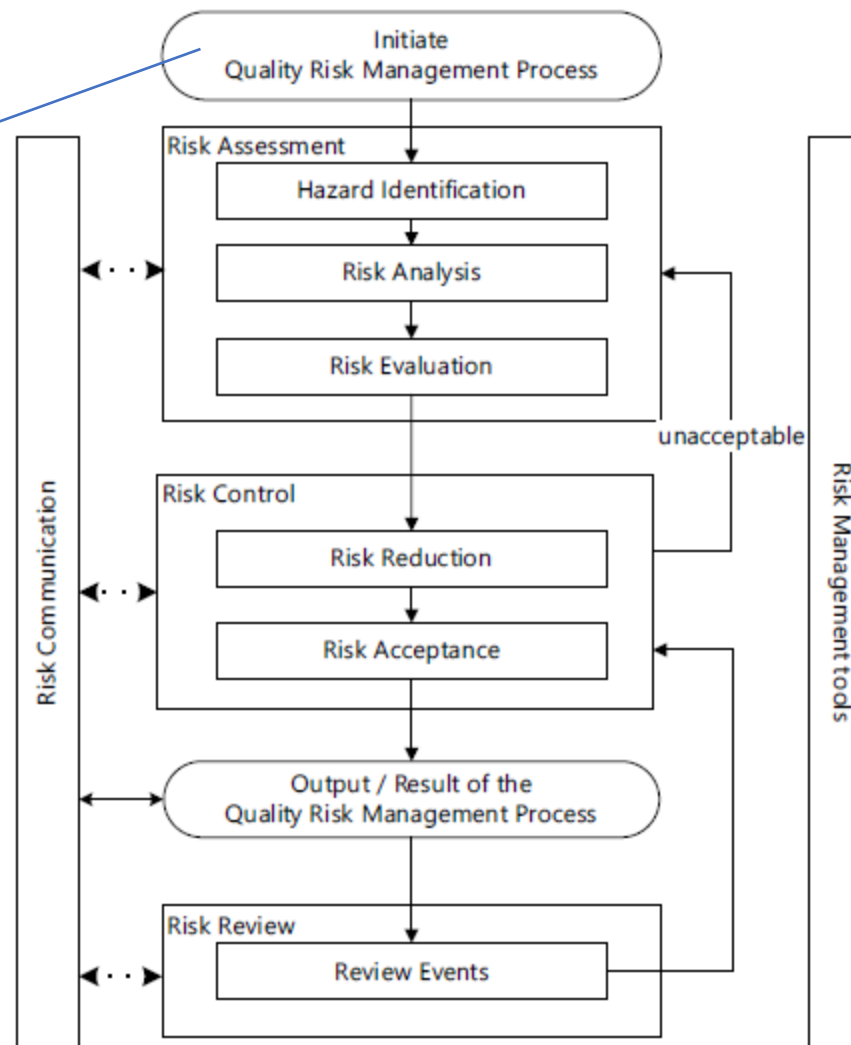 Initiate
Quality Risk Management Process
Risk Assessment
Hazard Identification
Risk Analysis
Risk Evaluation
unacceptable
Risk Control
Risk Reduction
Risk Acceptance
Output / Result of the
Quality Risk Management Process
Risk Review
Review Events
Risk Communication
Risk Management tools